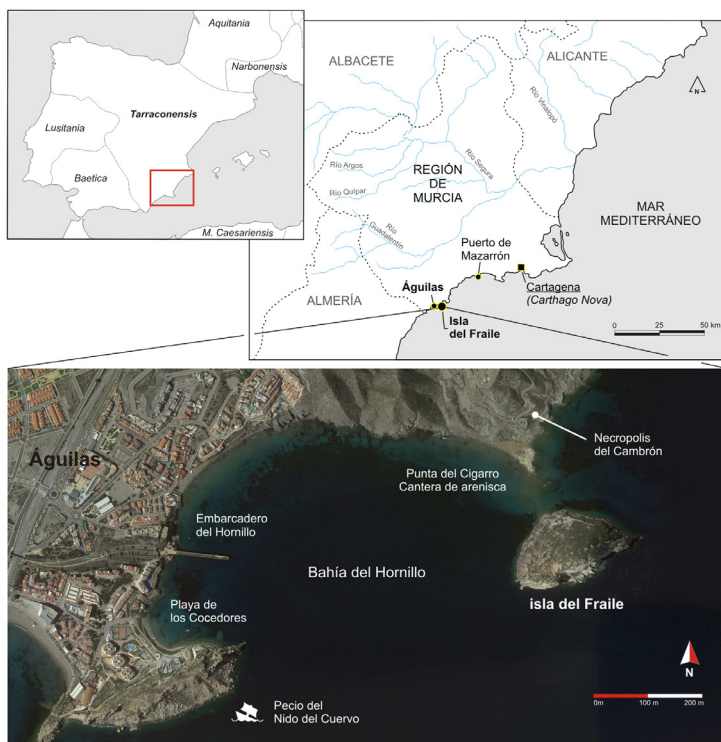 Aquitania
Narbonensis
Tarraconensis
Lusitania
Baetica
M. Caesariensis
ALBACETE
ALICANTE
N
Río Vinalopó
Río Argos
Río Segura
REGIÓN
DE
MURCIA
Río Quipar
Río
Guadalentín
MAR
MEDITERRÁNEO
Puerto de
Mazarrón
ALMERÍA
Águilas
Cartagena
(Carthago Nova)
Isla
del Fraile
0 25 50 km
Necropolis
del Cambrón
Águilas
Punta del Cigarro
Cantera de arenisca
Embarcadero
del Hornillo
Bahía del Hornillo
Playa de
los Cocedores
isla del Fraile
N
0m 100 m 200 m
Pecio del
Nido del Cuervo